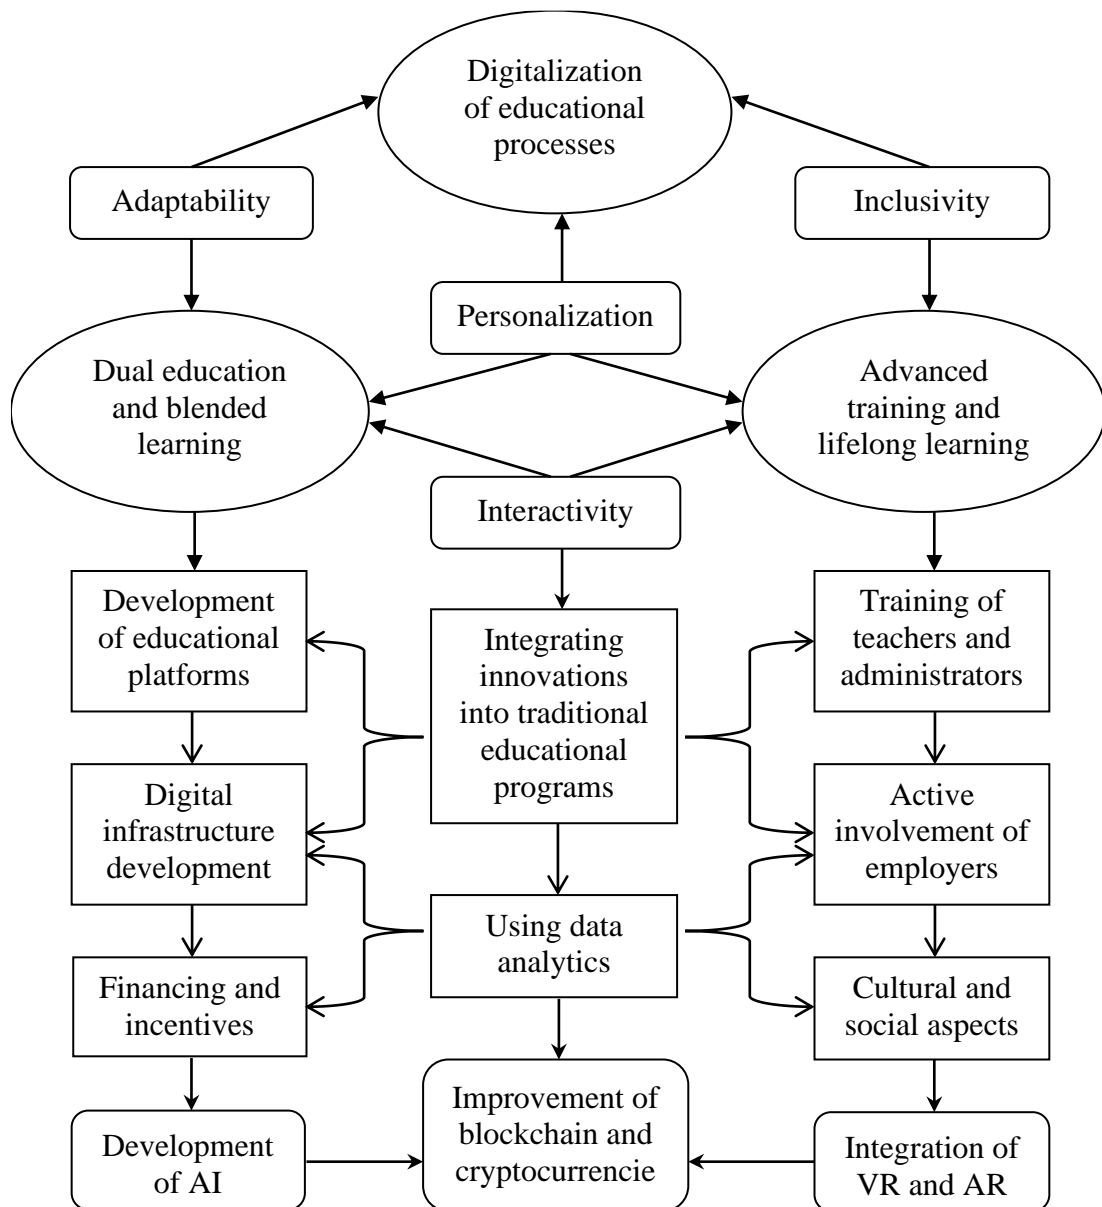 Digitalization
of educational
processes
Adaptability
Inclusivity
Personalization
Dual education
and blended
learning
Advanced
training and
lifelong learning
Interactivity
Development
of educational
platforms
Integrating
innovations
into traditional
educational
programs
Training of
teachers and
administrators
Digital
infrastructure
development
Active
involvement of
employers
Using data
analytics
Financing and
incentives
Cultural and
social aspects
Development
of AI
Improvement of
blockchain and
cryptocurrencie
Integration of
VR and AR